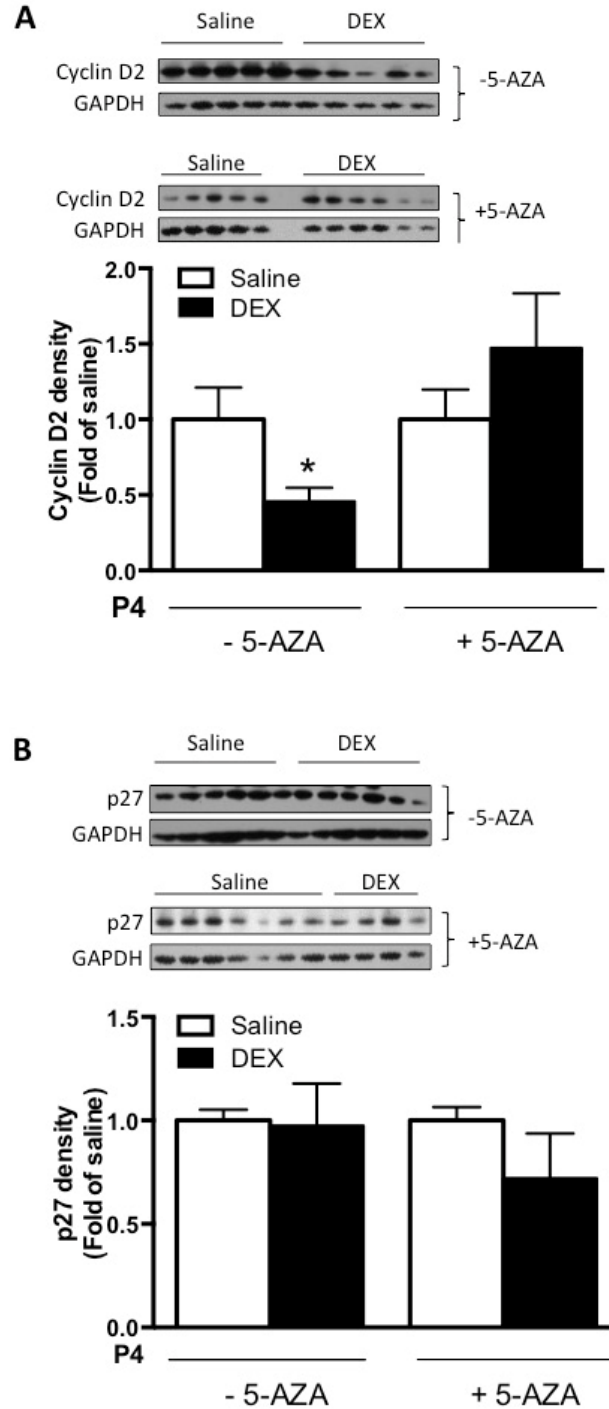 A
Saline DEX
Cyclin D2
GAPDH
-5-AZA
Saline DEX
Cyclin D2
GAPDH
+5-AZA
Cyclin D2 density
(Fold of saline)
2.0
1.5
1.0
0.5
0.0
Saline
DEX
*
P4
- 5-AZA + 5-AZA
B
Saline DEX
p27
GAPDH
-5-AZA
Saline DEX
p27
GAPDH
+5-AZA
p27 density
(Fold of saline)
1.5
1.0
0.5
0.0
Saline
DEX
P4
- 5-AZA + 5-AZA